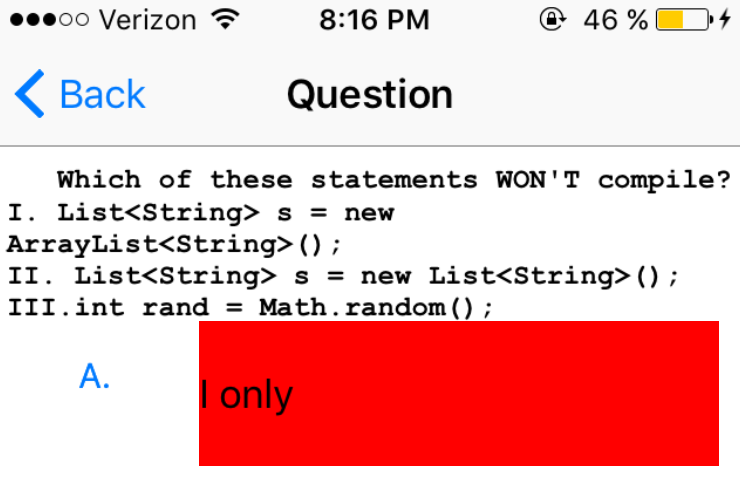 Verizon 8:16 PM 46 %
Back Question
Which of these statements WON'T compile?
I. List<String> s = new
ArrayList<String>();
II. List<String> s = new List<String>();
III.int rand = Math.random();
A. I only